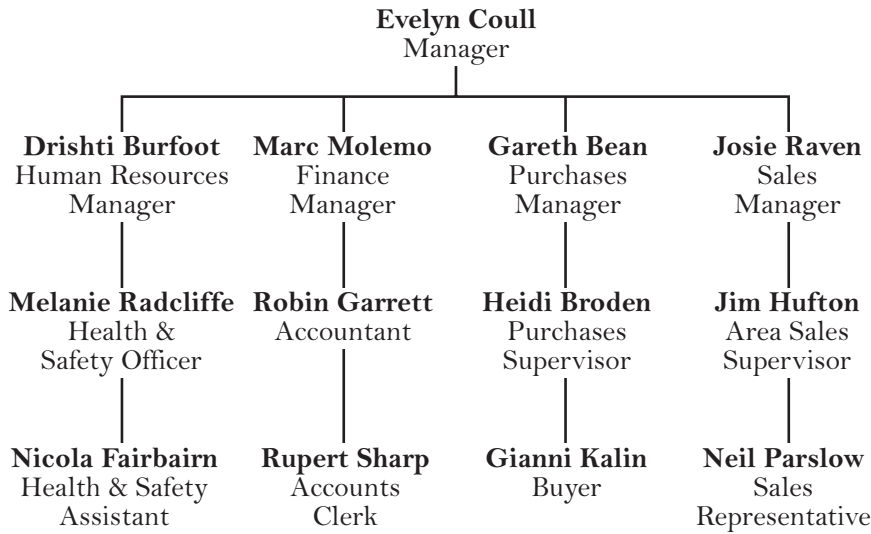 Evelyn Coull
Manager
Drishti Burfoot
Human Resources
Manager
Marc Molemo
Finance
Manager
Gareth Bean
Purchases
Manager
Josie Raven
Sales
Manager
Melanie Radcliffe
Health &
Safety Officer
Robin Garrett
Accountant
Heidi Broden
Purchases
Supervisor
Jim Hufton
Area Sales
Supervisor
Nicola Fairbairn
Health & Safety
Assistant
Rupert Sharp
Accounts
Clerk
Gianni Kalin
Buyer
Neil Parslow
Sales
Representative